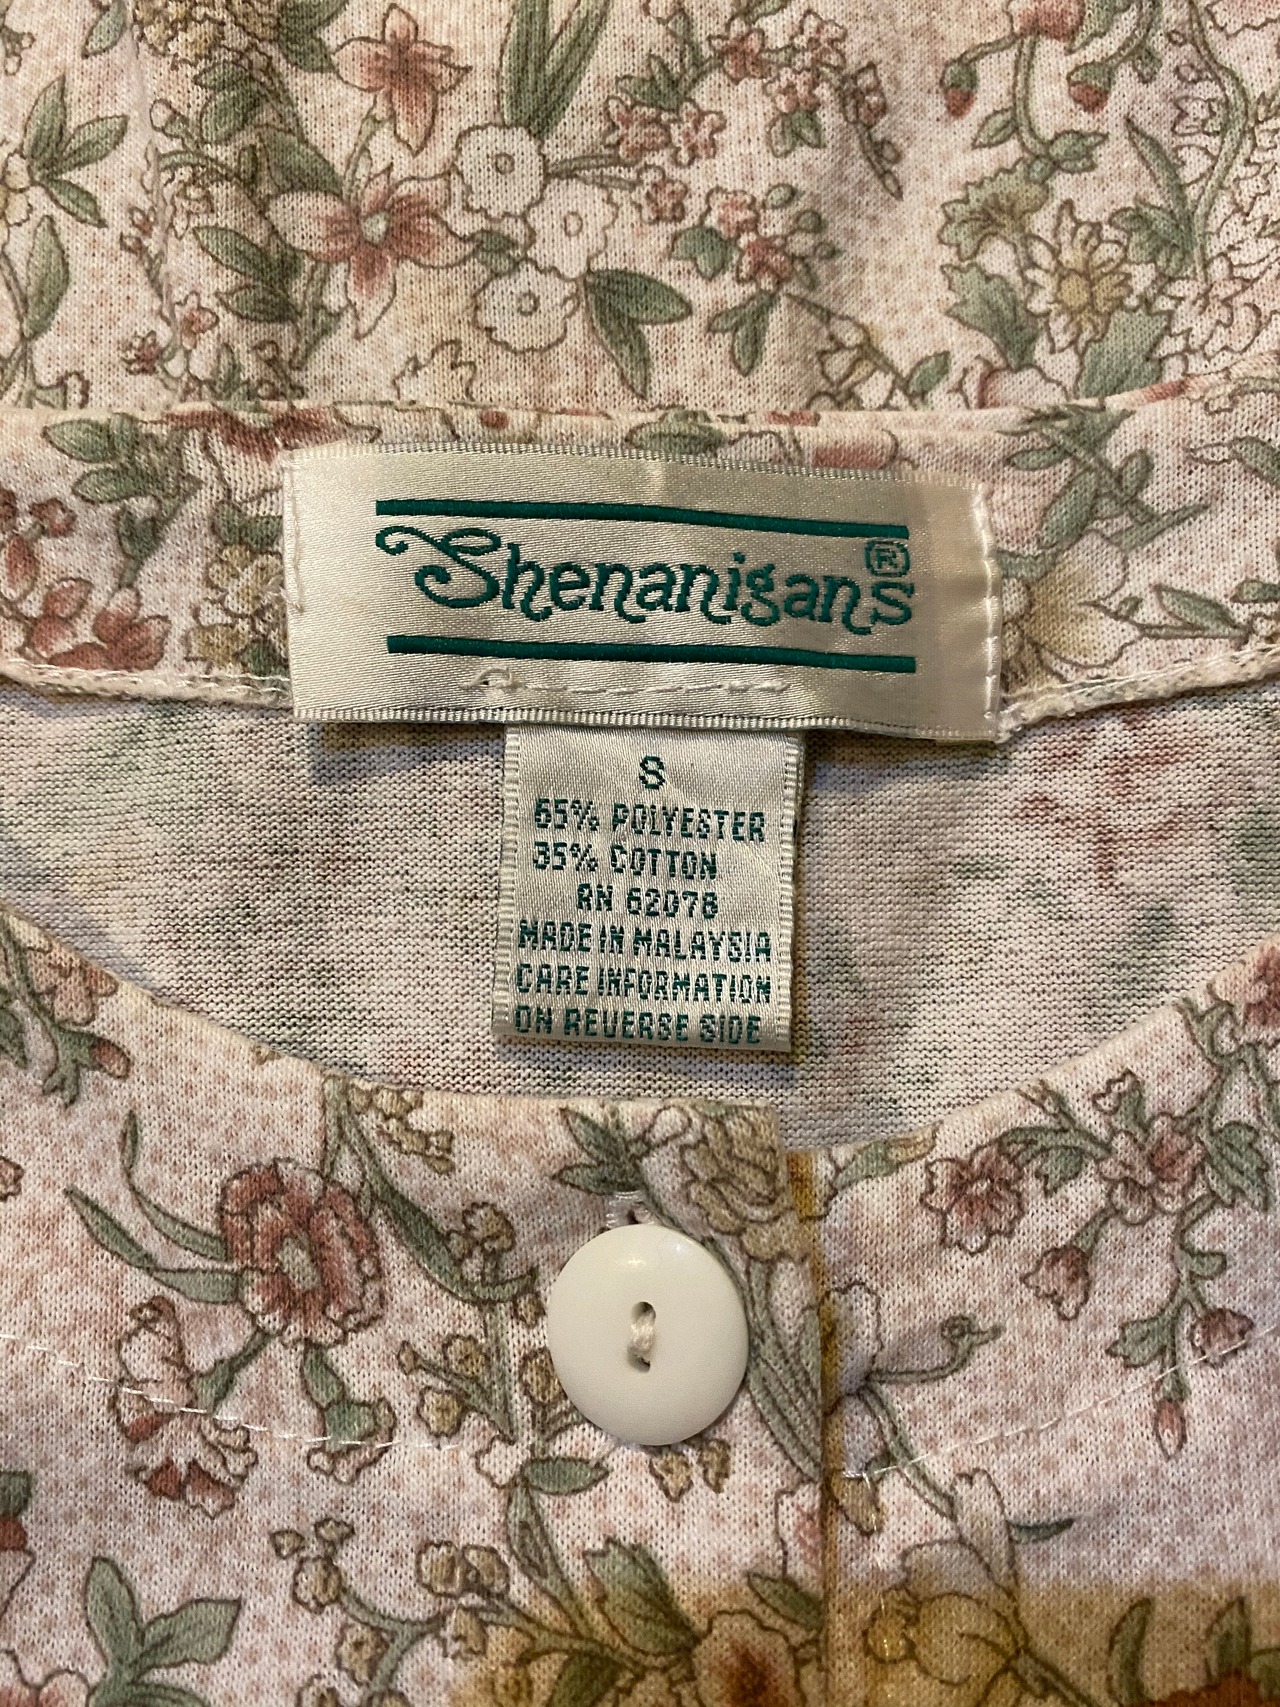 Shenanigans®
S
65% POLYESTER
35% COTTON
RN 62078
MADE IN MALAYSIA
CARE INFORMATION
ON REVERSE SIDE